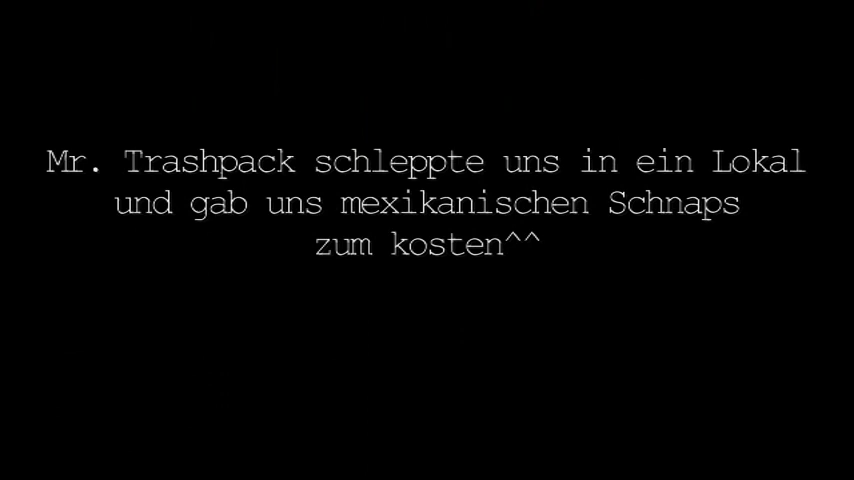 Mr. Trashpack schleppte uns in ein Lokal
und gab uns mexikanischen Schnaps
zum kosten^^